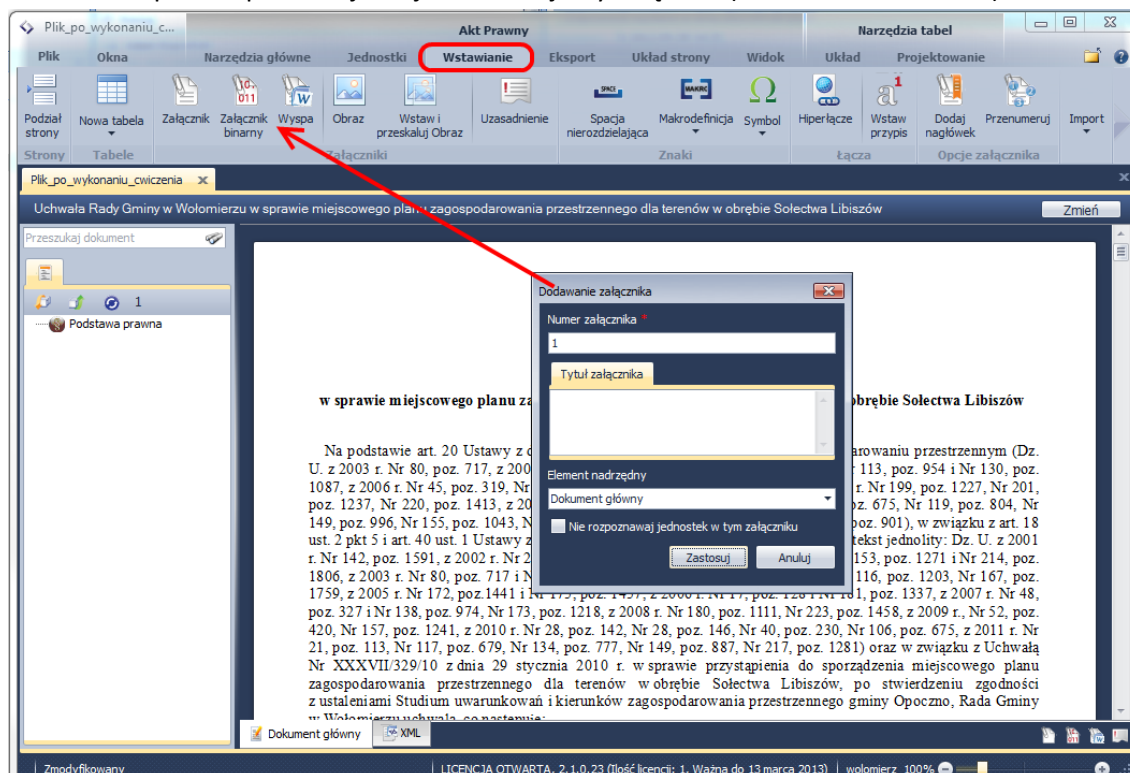 Plik_po_wykonaniu_c...
Akt Prawny
Narzędzia tabel
Plik Okna Narzędzia główne Jednostki Wstawianie Eksport Układ strony Widok Układ Projektowanie
Podział strony
Nowa tabela
Załącznik
Załącznik binarny
Wyspa
Obraz
Wstaw i przeskaluj Obraz
Uzasadnienie
SPACE
Spacja nierozdzielająca
MAKRO
Makrodefinicja
Symbol
Hiperłącze
Wstaw przypis
Dodaj nagłówek
Przenumeruj
Import
Strony Tabele Załączniki Znaki Łącza Opcje załącznika
Plik_po_wykonaniu_cwiczenia
Uchwała Rady Gminy w Wołomierzu w sprawie miejscowego planu zagospodarowania przestrzennego dla terenów w obrębie Sołectwa Libiszów
Zmień
Przeszukaj dokument
1
Podstawa prawna
Dodawanie załącznika
Numer załącznika *
1
Tytuł załącznika
Element nadrzędny
Dokument główny
Nie rozpoznawaj jednostek w tym załączniku
Zastosuj Anuluj
w sprawie miejscowego planu za obrębie Sołectwa Libiszów
Na podstawie art. 20 Ustawy z d arowaniu przestrzennym (Dz.
U. z 2003 r. Nr 80, poz. 717, z 200 113, poz. 954 i Nr 130, poz.
1087, z 2006 r. Nr 45, poz. 319, Nr r. Nr 199, poz. 1227, Nr 201,
poz. 1237, Nr 220, poz. 1413, z 20 oz. 675, Nr 119, poz. 804, Nr
149, poz. 996, Nr 155, poz. 1043, N poz. 901), w związku z art. 18
ust. 2 pkt 5 i art. 40 ust. 1 Ustawy z tekst jednolity: Dz. U. z 2001
r. Nr 142, poz. 1591, z 2002 r. Nr 2 153, poz. 1271 i Nr 214, poz.
1806, z 2003 r. Nr 80, poz. 717 i N 116, poz. 1203, Nr 167, poz.
1759, z 2005 r. Nr 172, poz.1441 i Nr 175, poz. 1457, z 2006 r. Nr 17, poz. 128 i Nr 181, poz. 1337, z 2007 r. Nr 48,
poz. 327 i Nr 138, poz. 974, Nr 173, poz. 1218, z 2008 r. Nr 180, poz. 1111, Nr 223, poz. 1458, z 2009 r., Nr 52, poz.
420, Nr 157, poz. 1241, z 2010 r. Nr 28, poz. 142, Nr 28, poz. 146, Nr 40, poz. 230, Nr 106, poz. 675, z 2011 r. Nr
21, poz. 113, Nr 117, poz. 679, Nr 134, poz. 777, Nr 149, poz. 887, Nr 217, poz. 1281) oraz w związku z Uchwałą
Nr XXXVII/329/10 z dnia 29 stycznia 2010 r. w sprawie przystąpienia do sporządzenia miejscowego planu
zagospodarowania przestrzennego dla terenów w obrębie Sołectwa Libiszów, po stwierdzeniu zgodności
z ustaleniami Studium uwarunkowań i kierunków zagospodarowania przestrzennego gminy Opoczno, Rada Gminy
w Wołomierzu uchwala, co następuje:
Dokument główny XML
Zmodyfikowany
LICENCJA OTWARTA, 2.1.0.23 (Ilość licencji: 1, Ważna do 13 marca 2013) wolomierz 100%